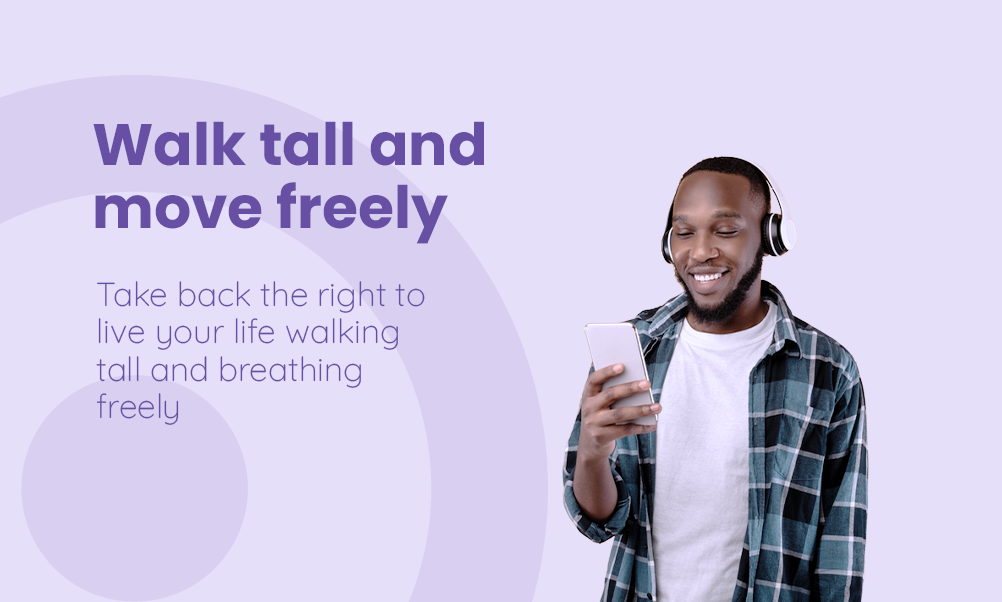 Walk tall and
move freely
Take back the right to
live your life walking
tall and breathing
freely